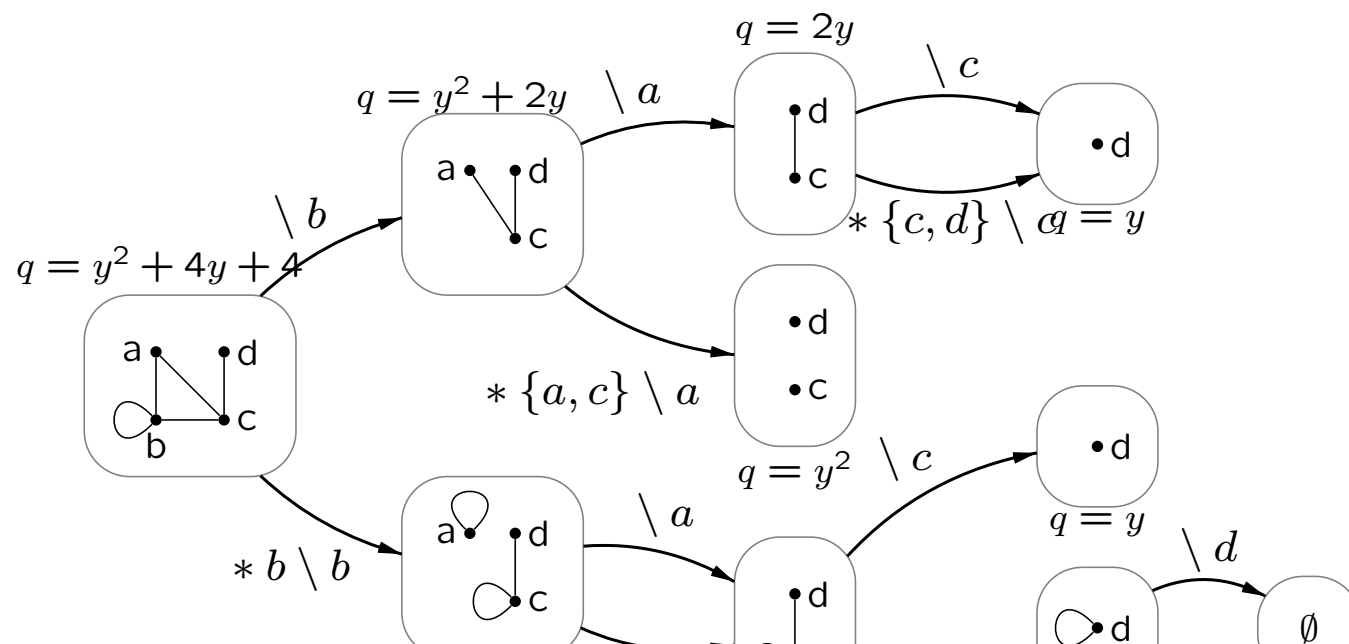 q = 2y
\ c
q = y² + 2y
\ a
d
c
d
a
d
c
* {c, d} \ c
q = y
\ b
q = y² + 4y + 4
a
d
b
c
d
c
* {a, c} \ a
q = y²
\ c
d
q = y
* b \ b
a
d
c
\ a
d
\ d
d
∅